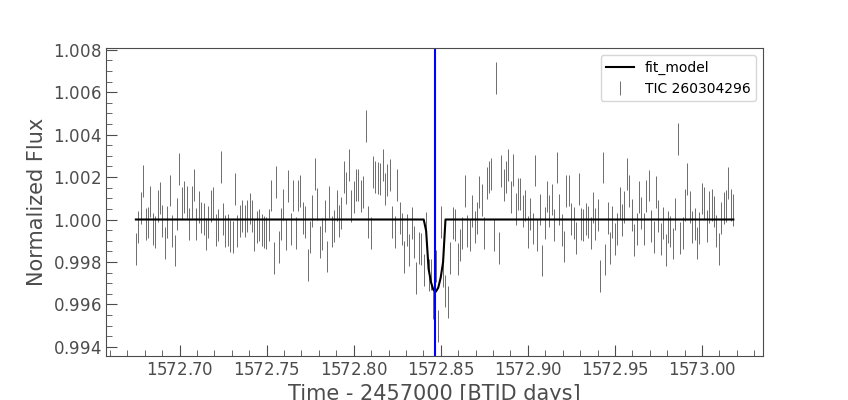 1.008
1.006
1.004
1.002
1.000
0.998
0.996
0.994
Normalized Flux
fit_model
TIC 260304296
1572.70 1572.75 1572.80 1572.85 1572.90 1572.95 1573.00
Time - 2457000 [BTJD days]